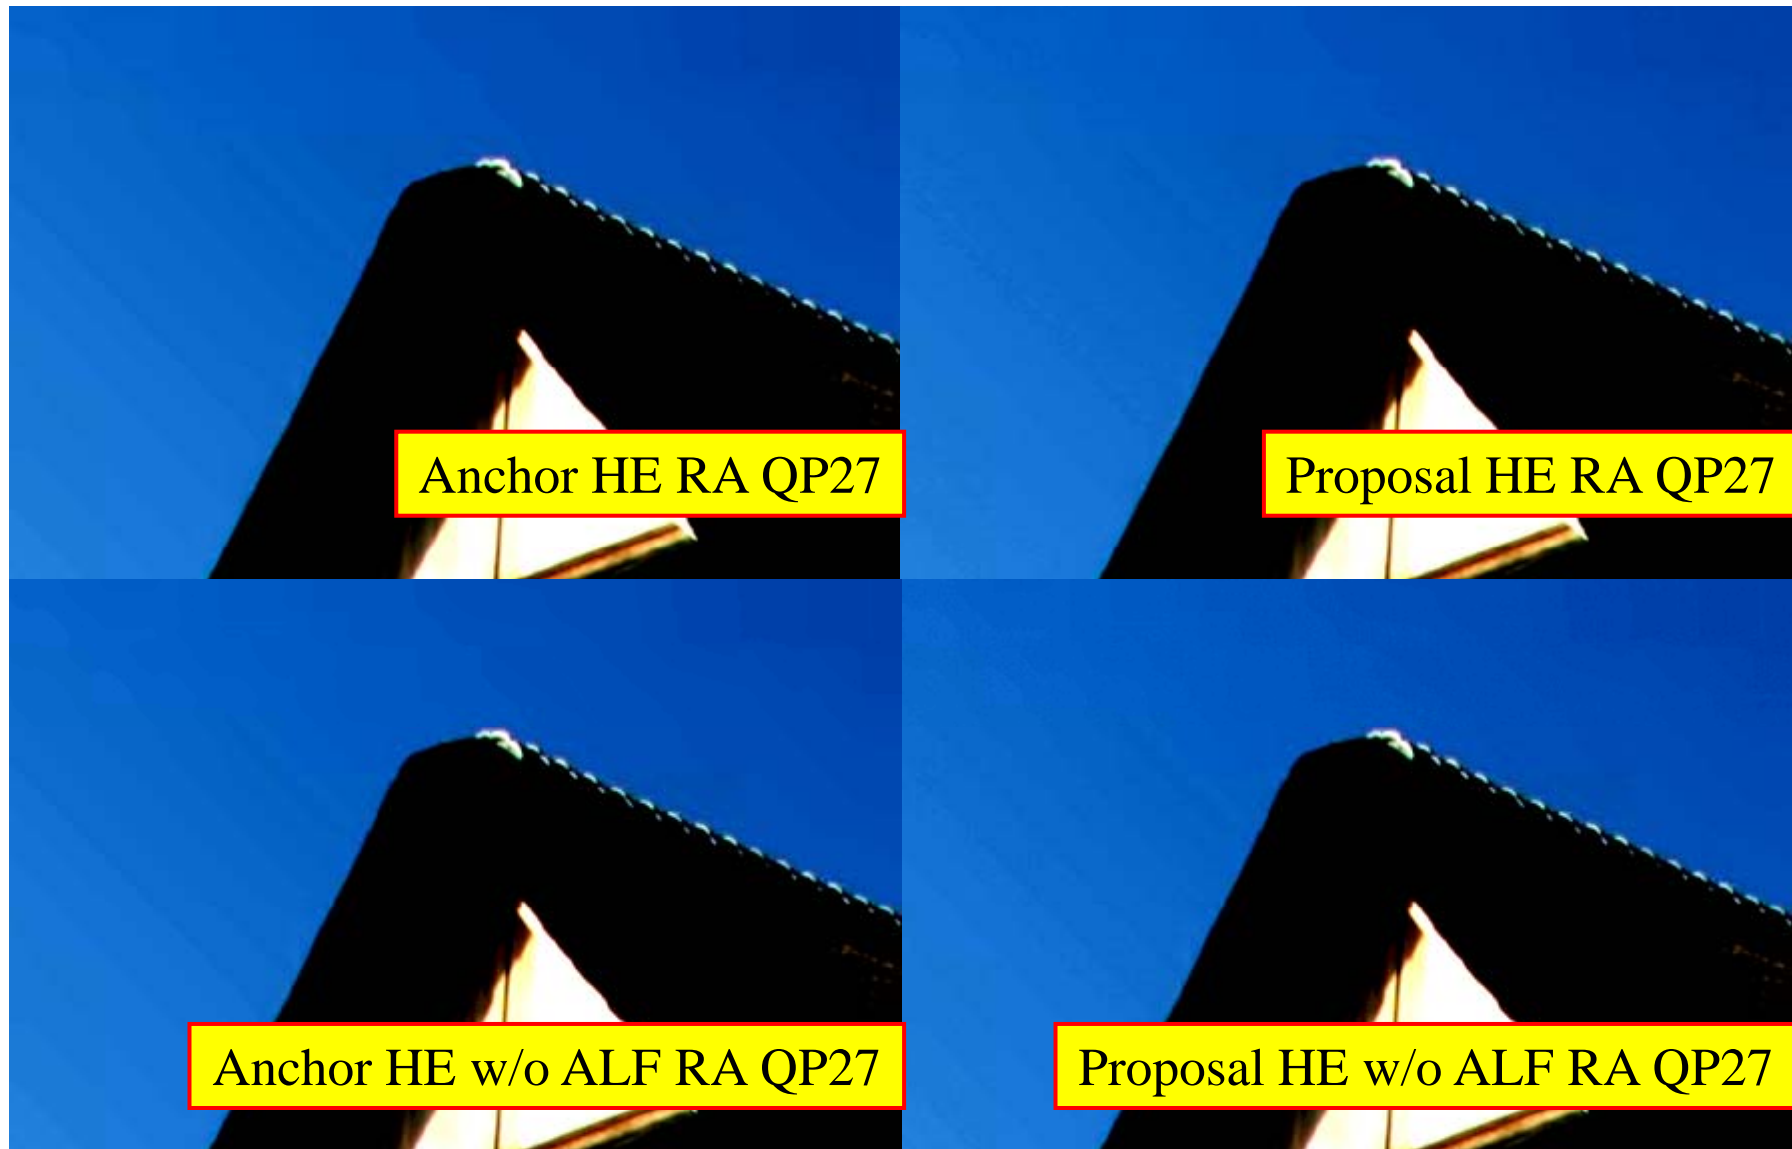 Anchor HE RA QP27
Proposal HE RA QP27
Anchor HE w/o ALF RA QP27
Proposal HE w/o ALF RA QP27